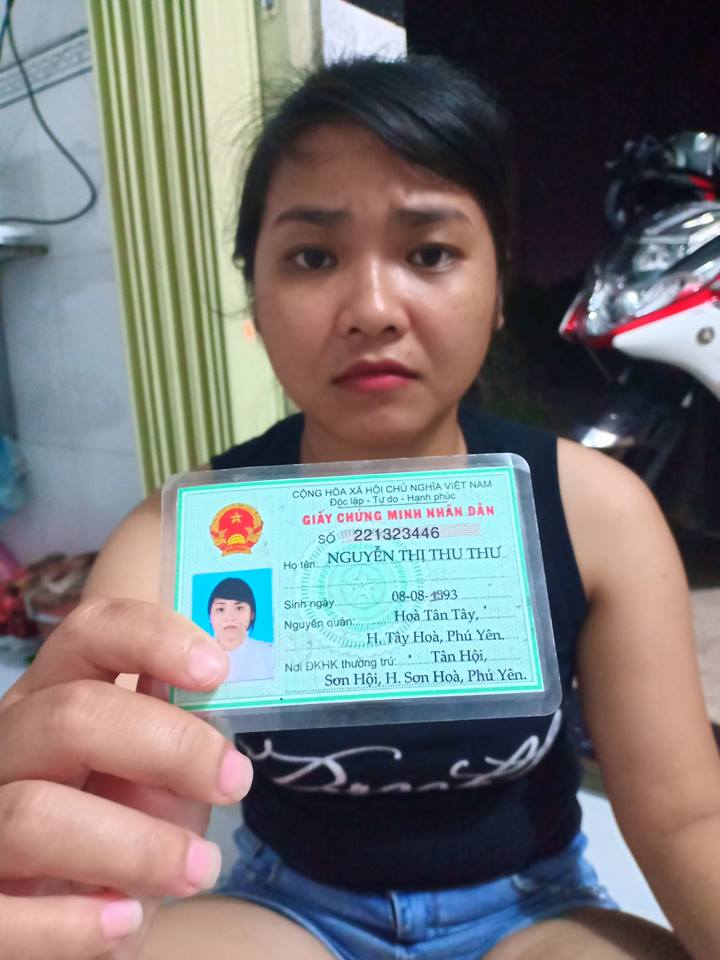 CỘNG HÒA XÃ HỘI CHỦ NGHĨA VIỆT NAM
Độc lập - Tự do - Hạnh phúc
GIẤY CHỨNG MINH NHÂN DÂN
SỐ 221323446
Họ tên: NGUYỄN THỊ THU THƯ
Sinh ngày 08-08-1993
Nguyên quán: Hoà Tân Tây,
H. Tây Hoà, Phú Yên.
Nơi ĐKHK thường trú: Tân Hội,
Sơn Hội, H. Sơn Hoà, Phú Yên.